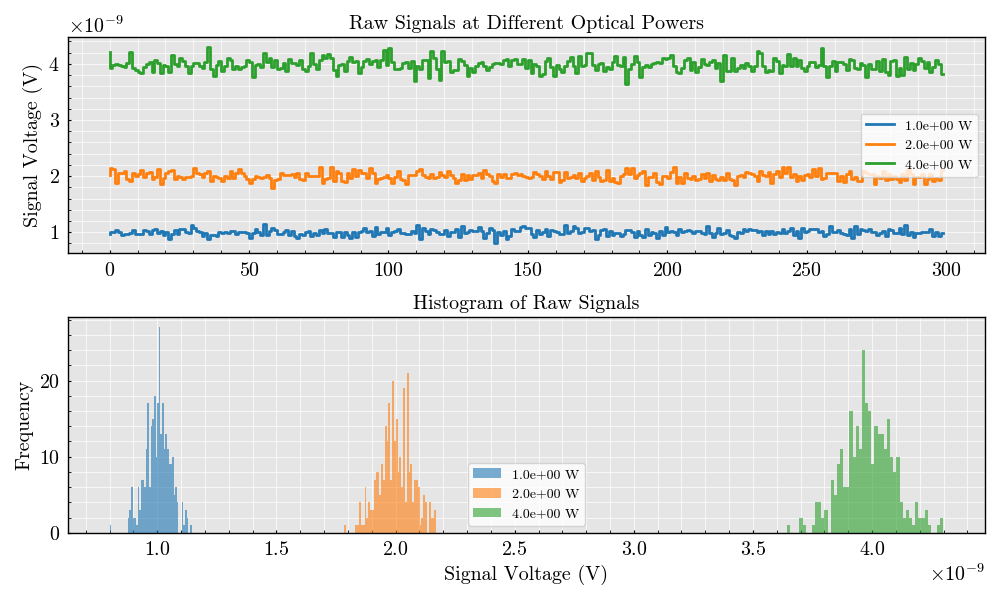 Raw Signals at Different Optical Powers
×10⁻⁹
Signal Voltage (V)
4
3
2
1
1.0e+00 W
2.0e+00 W
4.0e+00 W
0 50 100 150 200 250 300
Histogram of Raw Signals
Frequency
20
10
0
1.0e+00 W
2.0e+00 W
4.0e+00 W
1.0 1.5 2.0 2.5 3.0 3.5 4.0
Signal Voltage (V)
×10⁻⁹